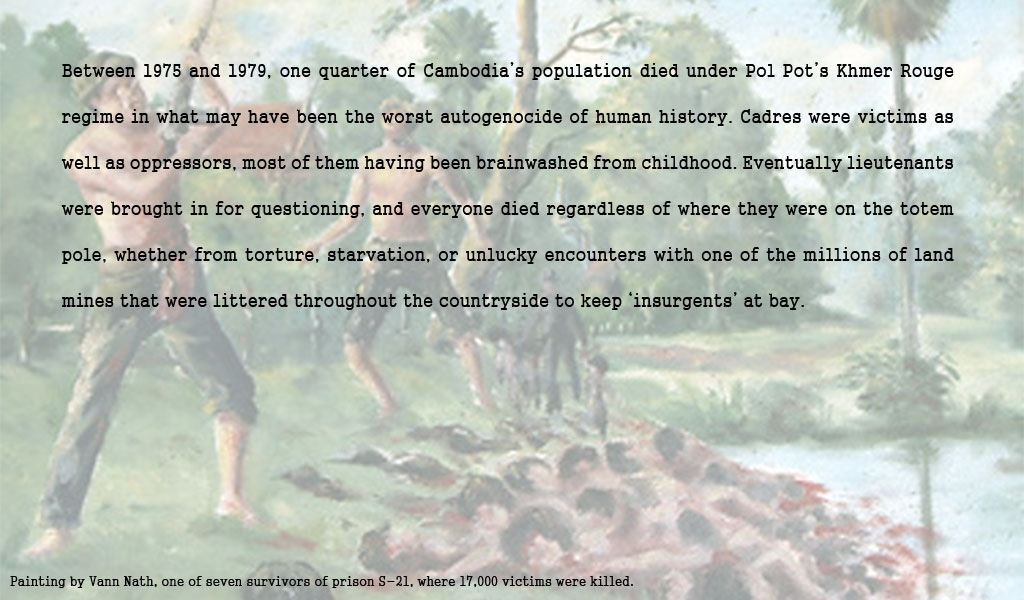 Between 1975 and 1979, one quarter of Cambodia's population died under Pol Pot's Khmer Rouge
regime in what may have been the worst autogenocide of human history. Cadres were victims as
well as oppressors, most of them having been brainwashed from childhood. Eventually lieutenants
were brought in for questioning, and everyone died regardless of where they were on the totem
pole, whether from torture, starvation, or unlucky encounters with one of the millions of land
mines that were littered throughout the countryside to keep ‘insurgents’ at bay.
Painting by Vann Nath, one of seven survivors of prison S-21, where 17,000 victims were killed.